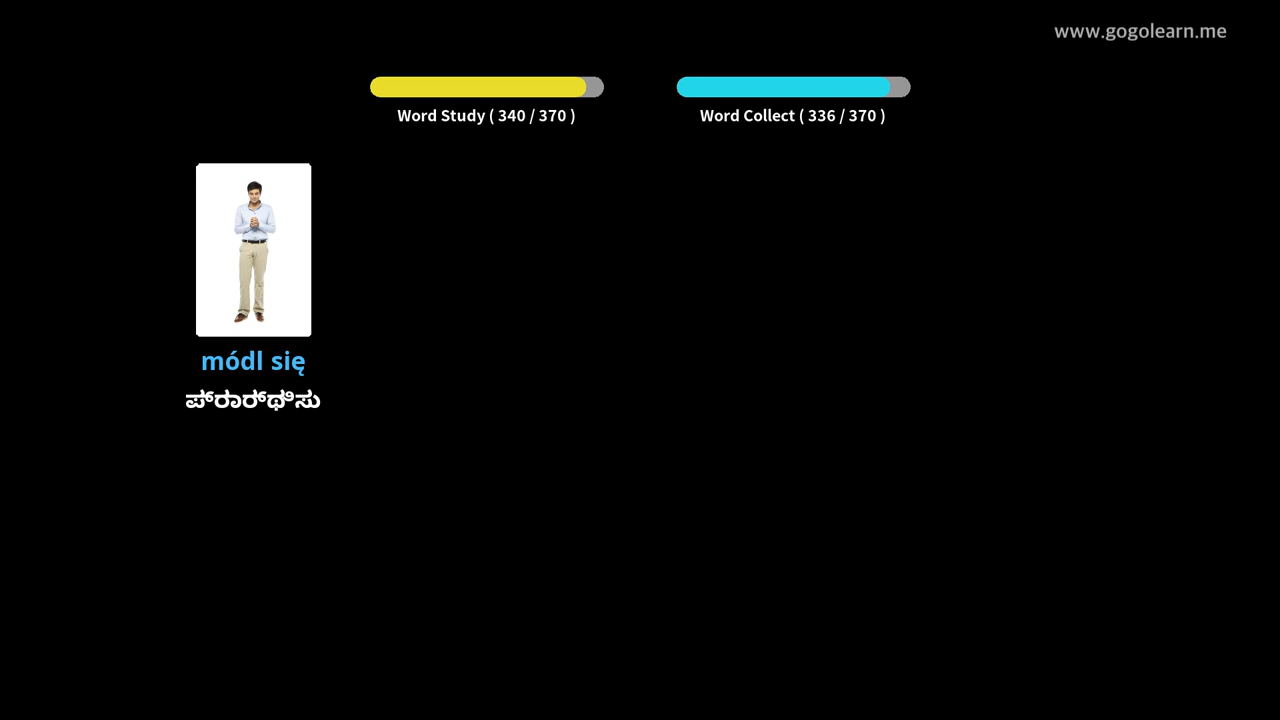 www.gogolearn.me
Word Study ( 340 / 370 )
Word Collect ( 336 / 370 )
módl się
ಪ್ರಾರ್ಥಿಸು